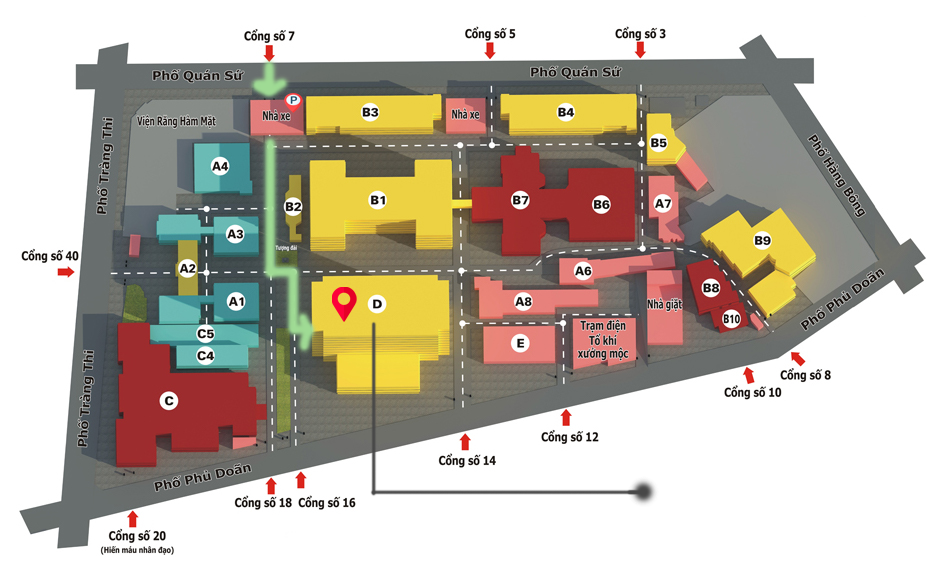 Cổng số 7
Cổng số 5
Cổng số 3
Phố Quán Sứ
Phố Quán Sứ
P
Nhà xe
B3
Nhà xe
B4
Viện Răng Hàm Mặt
Phố Tràng Thi
B5
Phố Hàng Bông
A4
B2
B1
B7
B6
A7
A3
B9
Tượng đài
Cổng số 40
A2
A6
B8
A1
D
A8
Nhà giặt
B10
Phố Phủ Doãn
C5
C4
E
Trạm điện
Tổ khí
xưởng mộc
Phố Tràng Thi
C
Cổng số 8
Cổng số 10
Cổng số 12
Cổng số 14
Phố Phủ Doãn
Cổng số 18
Cổng số 16
Cổng số 20
(Hiến máu nhân đạo)